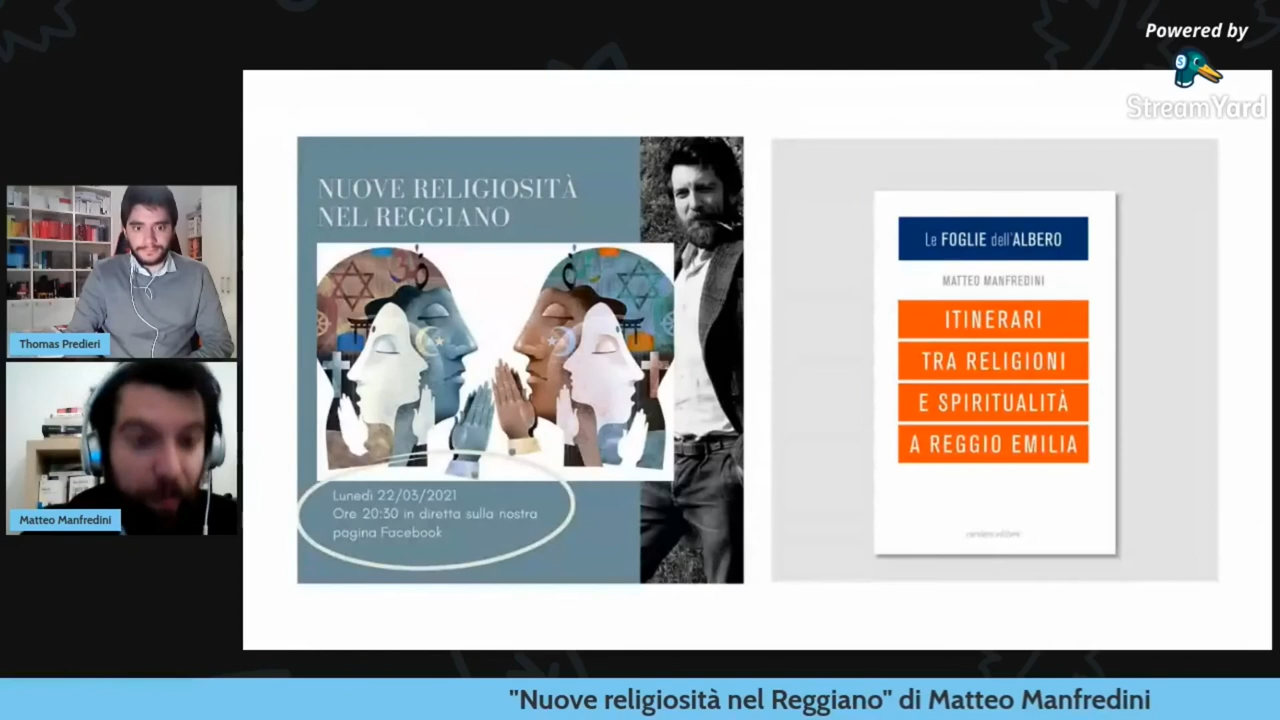 Powered by
StreamYard
NUOVE RELIGIOSITÀ
NEL REGGIANO
Lunedì 22/03/2021
Ore 20:30 in diretta sulla nostra
pagina Facebook
Le FOGLIE dell'ALBERO
MATTEO MANFREDINI
ITINERARI
TRA RELIGIONI
E SPIRITUALITÀ
A REGGIO EMILIA
Thomas Predieri
Matteo Manfredini
"Nuove religiosità nel Reggiano" di Matteo Manfredini